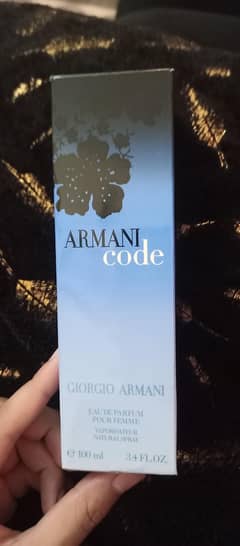 ARMANI
code
GIORGIO ARMANI
EAU DE PARFUM
POUR FEMME
VAPORISATEUR
NATURAL SPRAY
℮ 100 ml 3.4 FL.OZ.